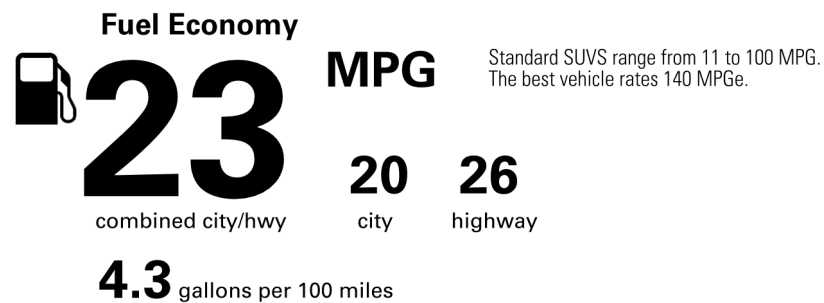 Fuel Economy
23
MPG
Standard SUVS range from 11 to 100 MPG.
The best vehicle rates 140 MPGe.
combined city/hwy
20
city
26
highway
4.3 gallons per 100 miles